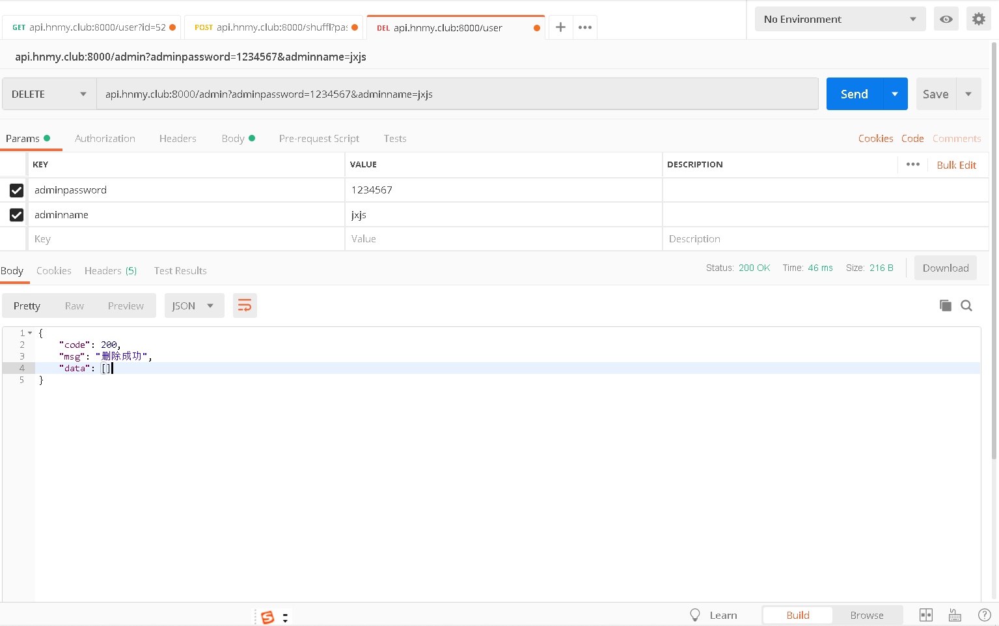 GET api.hnmy.club:8000/user?id=52
POST api.hnmy.club:8000/shuffl?pas
DEL api.hnmy.club:8000/user
No Environment
api.hnmy.club:8000/admin?adminpassword=1234567&adminname=jxjs
DELETE api.hnmy.club:8000/admin?adminpassword=1234567&adminname=jxjs Send Save
Params Authorization Headers Body Pre-request Script Tests Cookies Code Comments
KEY VALUE DESCRIPTION Bulk Edit
adminpassword 1234567
adminname jxjs
Key Value Description
Body Cookies Headers (5) Test Results Status: 200 OK Time: 46 ms Size: 216 B Download
Pretty Raw Preview JSON
1 {
2 "code": 200,
3 "msg": "删除成功",
4 "data": []
5 }
Learn Build Browse